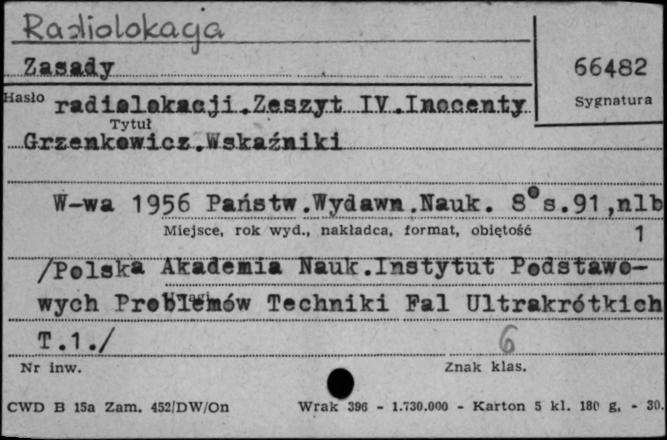 Radiolokacja
Zasady
66482
Hasło radiolokacji.Zeszyt IV.Inocenty
Sygnatura
Tytuł
Grzenkowicz.Wskaźniki
W-wa 1956 Państw.Wydawn.Nauk. 8° s.91,nlb
Miejsce, rok wyd., nakładca, format, objętość 1
/Polska Akademia Nauk.Instytut Podstawo-
Uwagi
wych Problemów Techniki Fal Ultrakrótkich
T.1./ 6
Nr inw. Znak klas.
CWD B 15a Zam. 452/DW/On Wrak 396 - 1.730.000 - Karton 5 kl. 180 g, - 30.